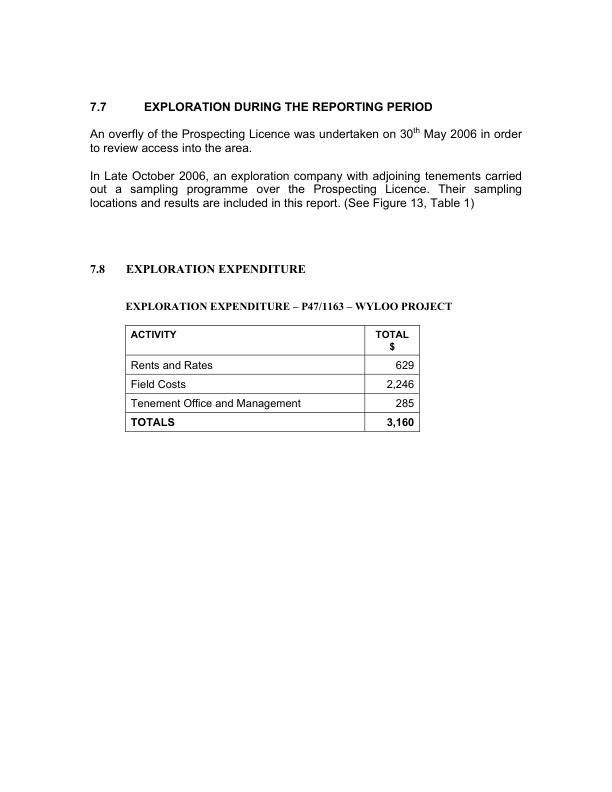 7.7 EXPLORATION DURING THE REPORTING PERIOD
An overfly of the Prospecting Licence was undertaken on 30th May 2006 in order
to review access into the area.
In Late October 2006, an exploration company with adjoining tenements carried
out a sampling programme over the Prospecting Licence. Their sampling
locations and results are included in this report. (See Figure 13, Table 1)
7.8 EXPLORATION EXPENDITURE
EXPLORATION EXPENDITURE – P47/1163 – WYLOO PROJECT
ACTIVITY TOTAL
$
Rents and Rates 629
Field Costs 2,246
Tenement Office and Management 285
TOTALS 3,160